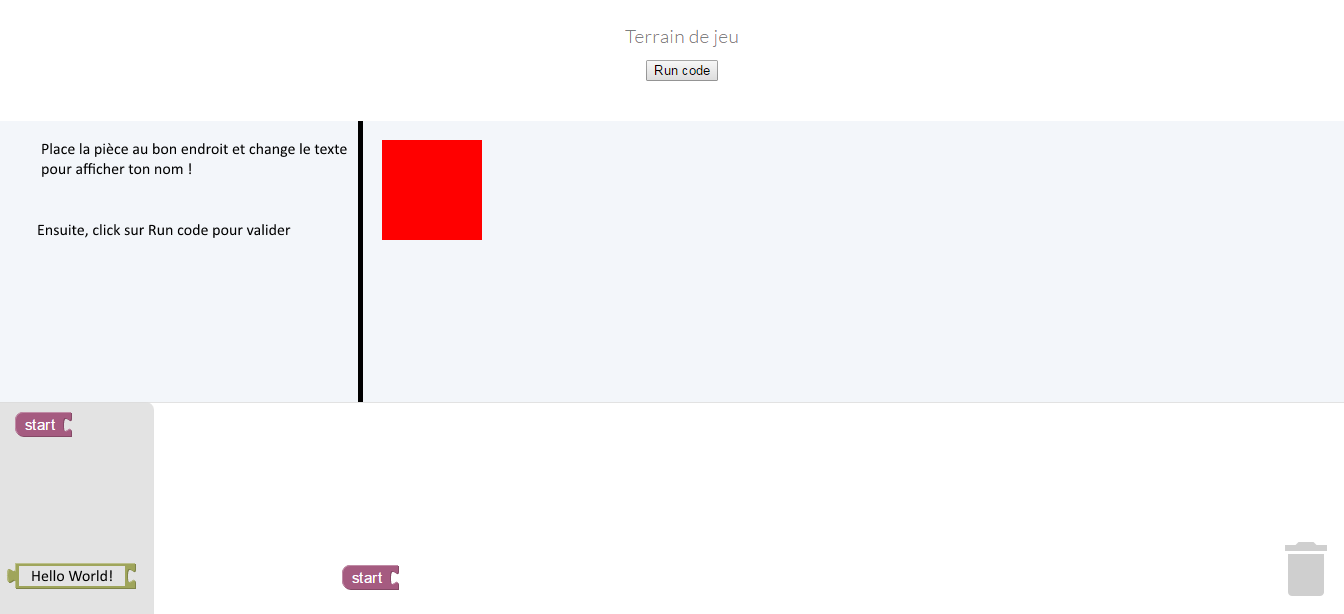 Terrain de jeu
Run code
Place la pièce au bon endroit et change le texte
pour afficher ton nom !
Ensuite, click sur Run code pour valider
start
Hello World!
start